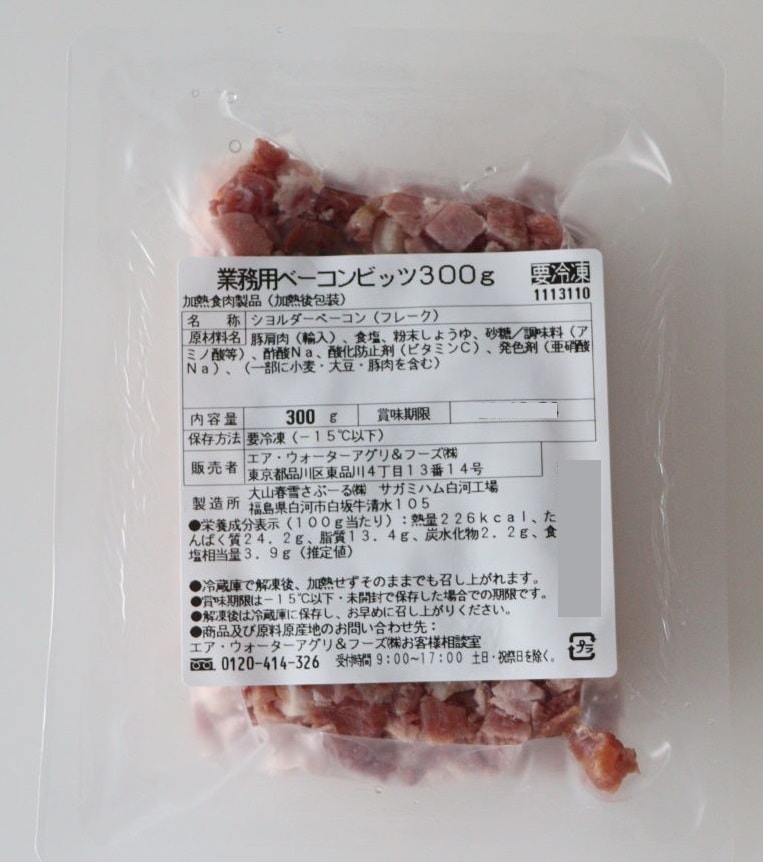 業務用ベーコンビッツ300g
要冷凍
加熱食肉製品(加熱後包装)
1113110
名 称 ショルダーベーコン(フレーク)
原材料名 豚肩肉(輸入)、食塩、粉末しょうゆ、砂糖/調味料(ア
ミノ酸等)、酢酸Na、酸化防止剤(ビタミンC)、発色剤(亜硝酸
Na)、(一部に小麦・大豆・豚肉を含む)
内容量 300 g 賞味期限
保存方法 要冷凍(-15℃以下)
販売者 エア・ウォーターアグリ&フーズ㈱
東京都品川区東品川4丁目13番14号
製造所 大山春雪さぶーる㈱ サガミハム白河工場
福島県白河市白坂牛清水105
●栄養成分表示(100g当たり):熱量226kcal、た
んぱく質24.2g、脂質13.4g、炭水化物2.2g、食
塩相当量3.9g(推定値)
●冷蔵庫で解凍後、加熱せずそのままでも召し上がれます。
●賞味期限は-15℃以下・未開封で保存した場合での期限です。
●解凍後は冷蔵庫に保存し、お早めに召し上がりください。
●商品及び原料原産地のお問い合わせ先:
エア・ウォーターアグリ&フーズ㈱お客様相談室
0120-414-326 受付時間 9:00~17:00 土日・祝祭日を除く。
プラ